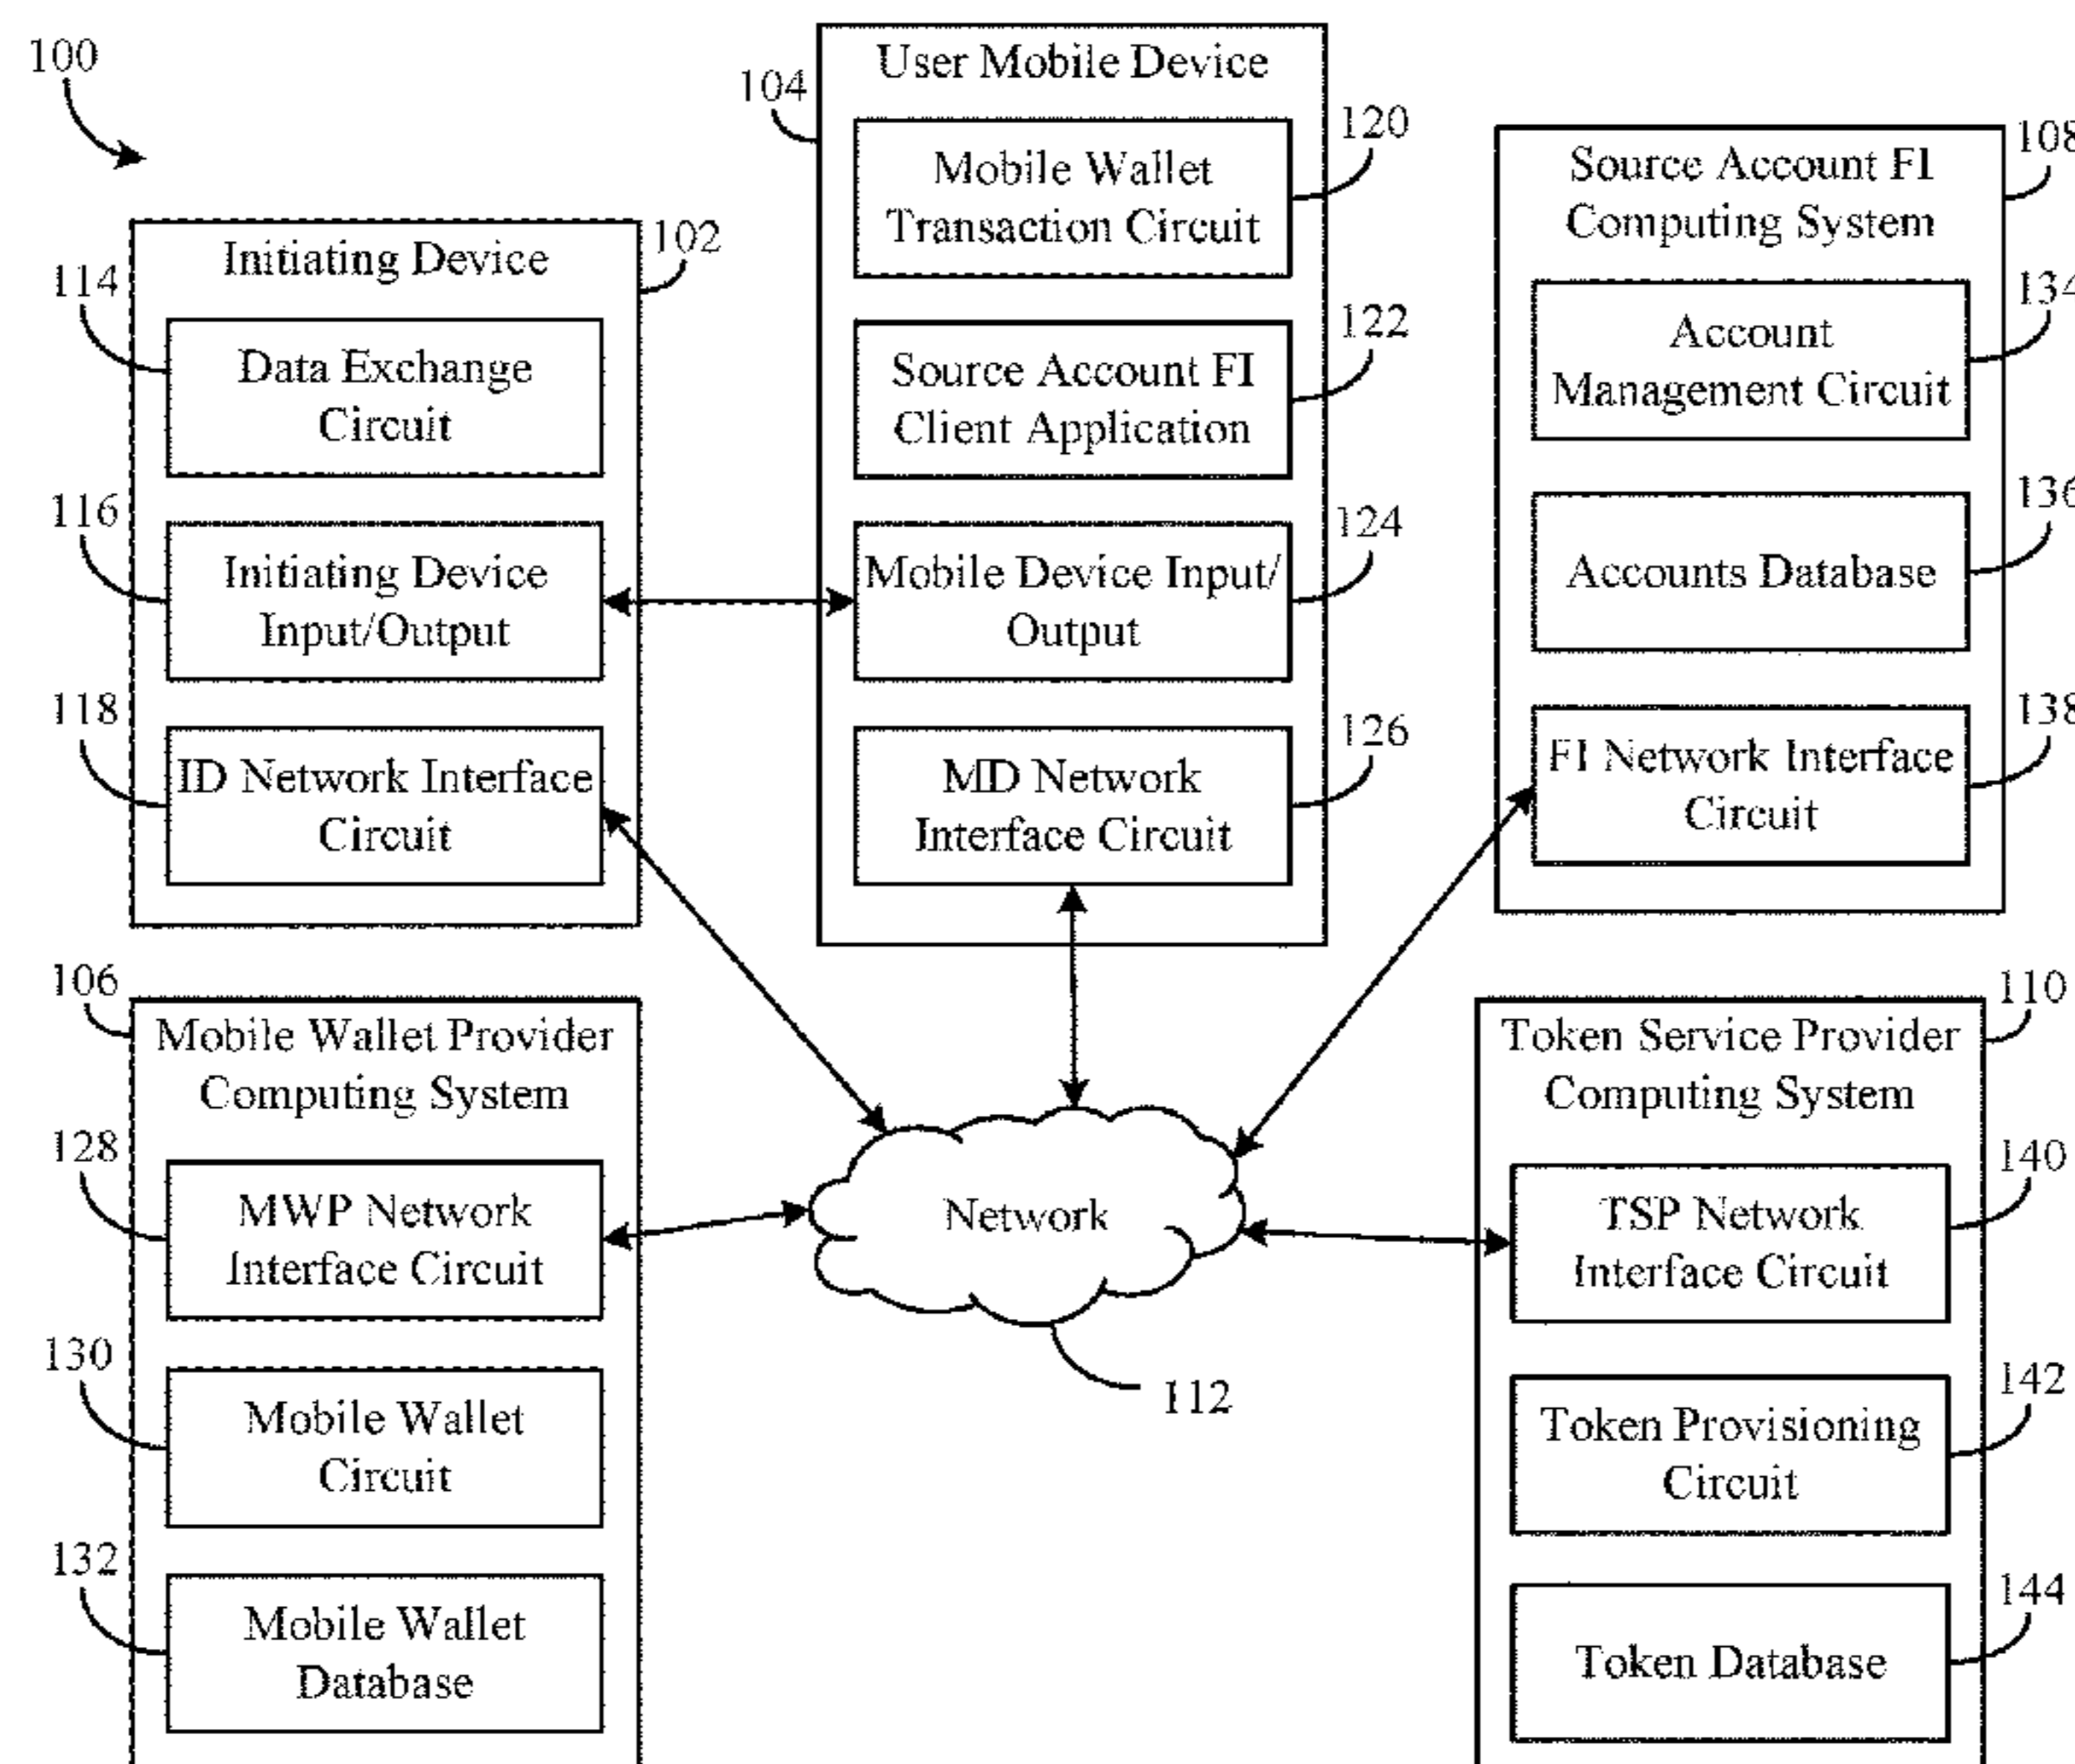 100
102
Initiating Device
114
Data Exchange
Circuit
116
Initiating Device
Input/Output
118
ID Network Interface
Circuit
104
User Mobile Device
120
Mobile Wallet
Transaction Circuit
122
Source Account FI
Client Application
124
Mobile Device Input/
Output
126
MD Network
Interface Circuit
108
Source Account FI
Computing System
134
Account
Management Circuit
136
Accounts Database
138
FI Network Interface
Circuit
106
Mobile Wallet Provider
Computing System
128
MWP Network
Interface Circuit
130
Mobile Wallet
Circuit
132
Mobile Wallet
Database
Network
112
110
Token Service Provider
Computing System
140
TSP Network
Interface Circuit
142
Token Provisioning
Circuit
144
Token Database